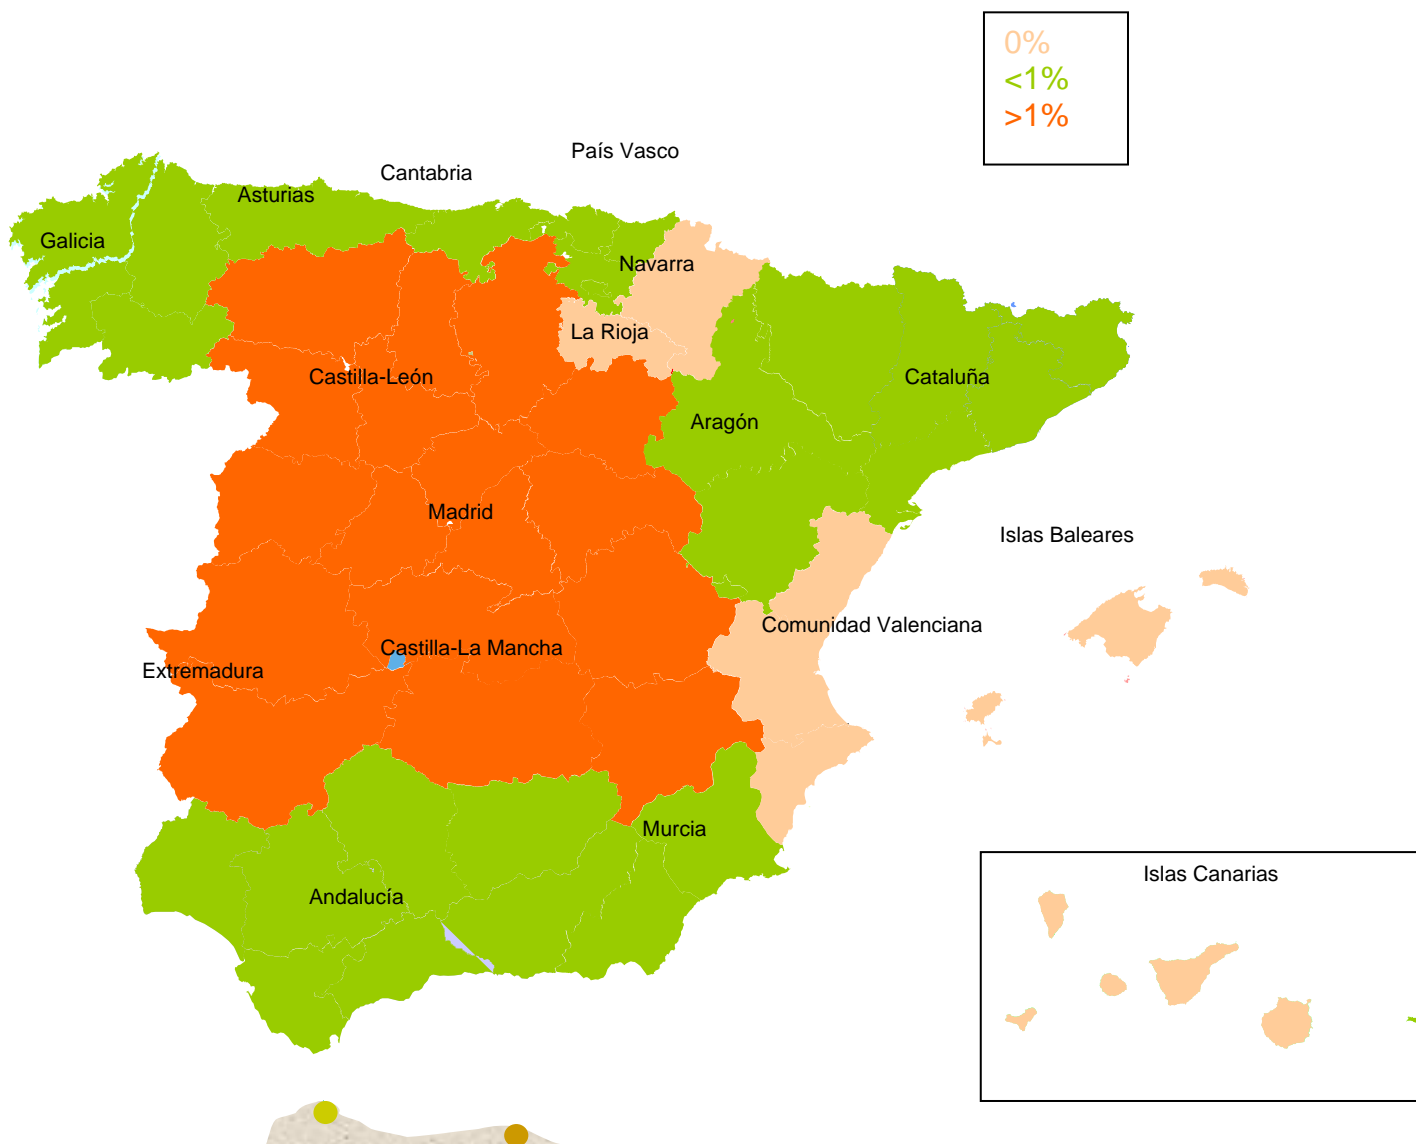 0%
<1%
>1%
País Vasco
Cantabria
Asturias
Galicia
Navarra
La Rioja
Castilla-León
Cataluña
Aragón
Madrid
Islas Baleares
Comunidad Valenciana
Castilla-La Mancha
Extremadura
Murcia
Islas Canarias
Andalucía